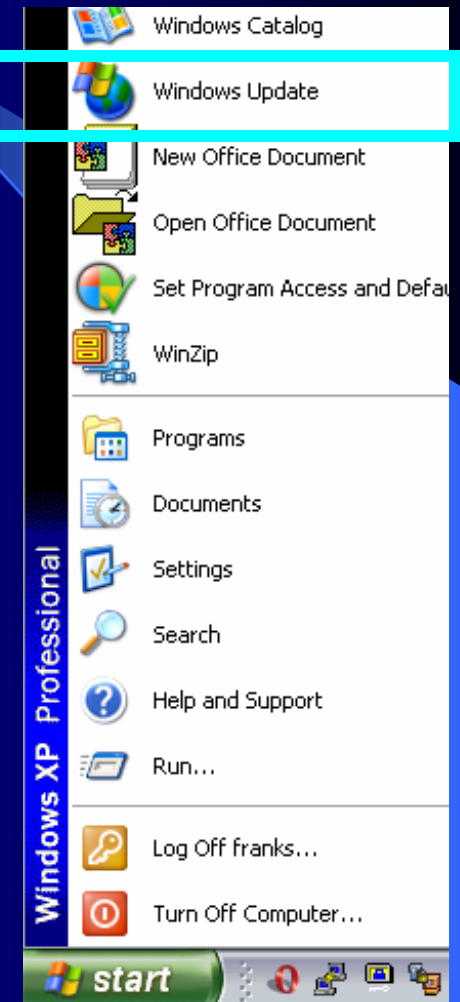 Windows Catalog
Windows Update
New Office Document
Open Office Document
Set Program Access and Defau
WinZip
Programs
Documents
Settings
Search
Help and Support
Run...
Log Off franks...
Turn Off Computer...
Windows XP Professional
start